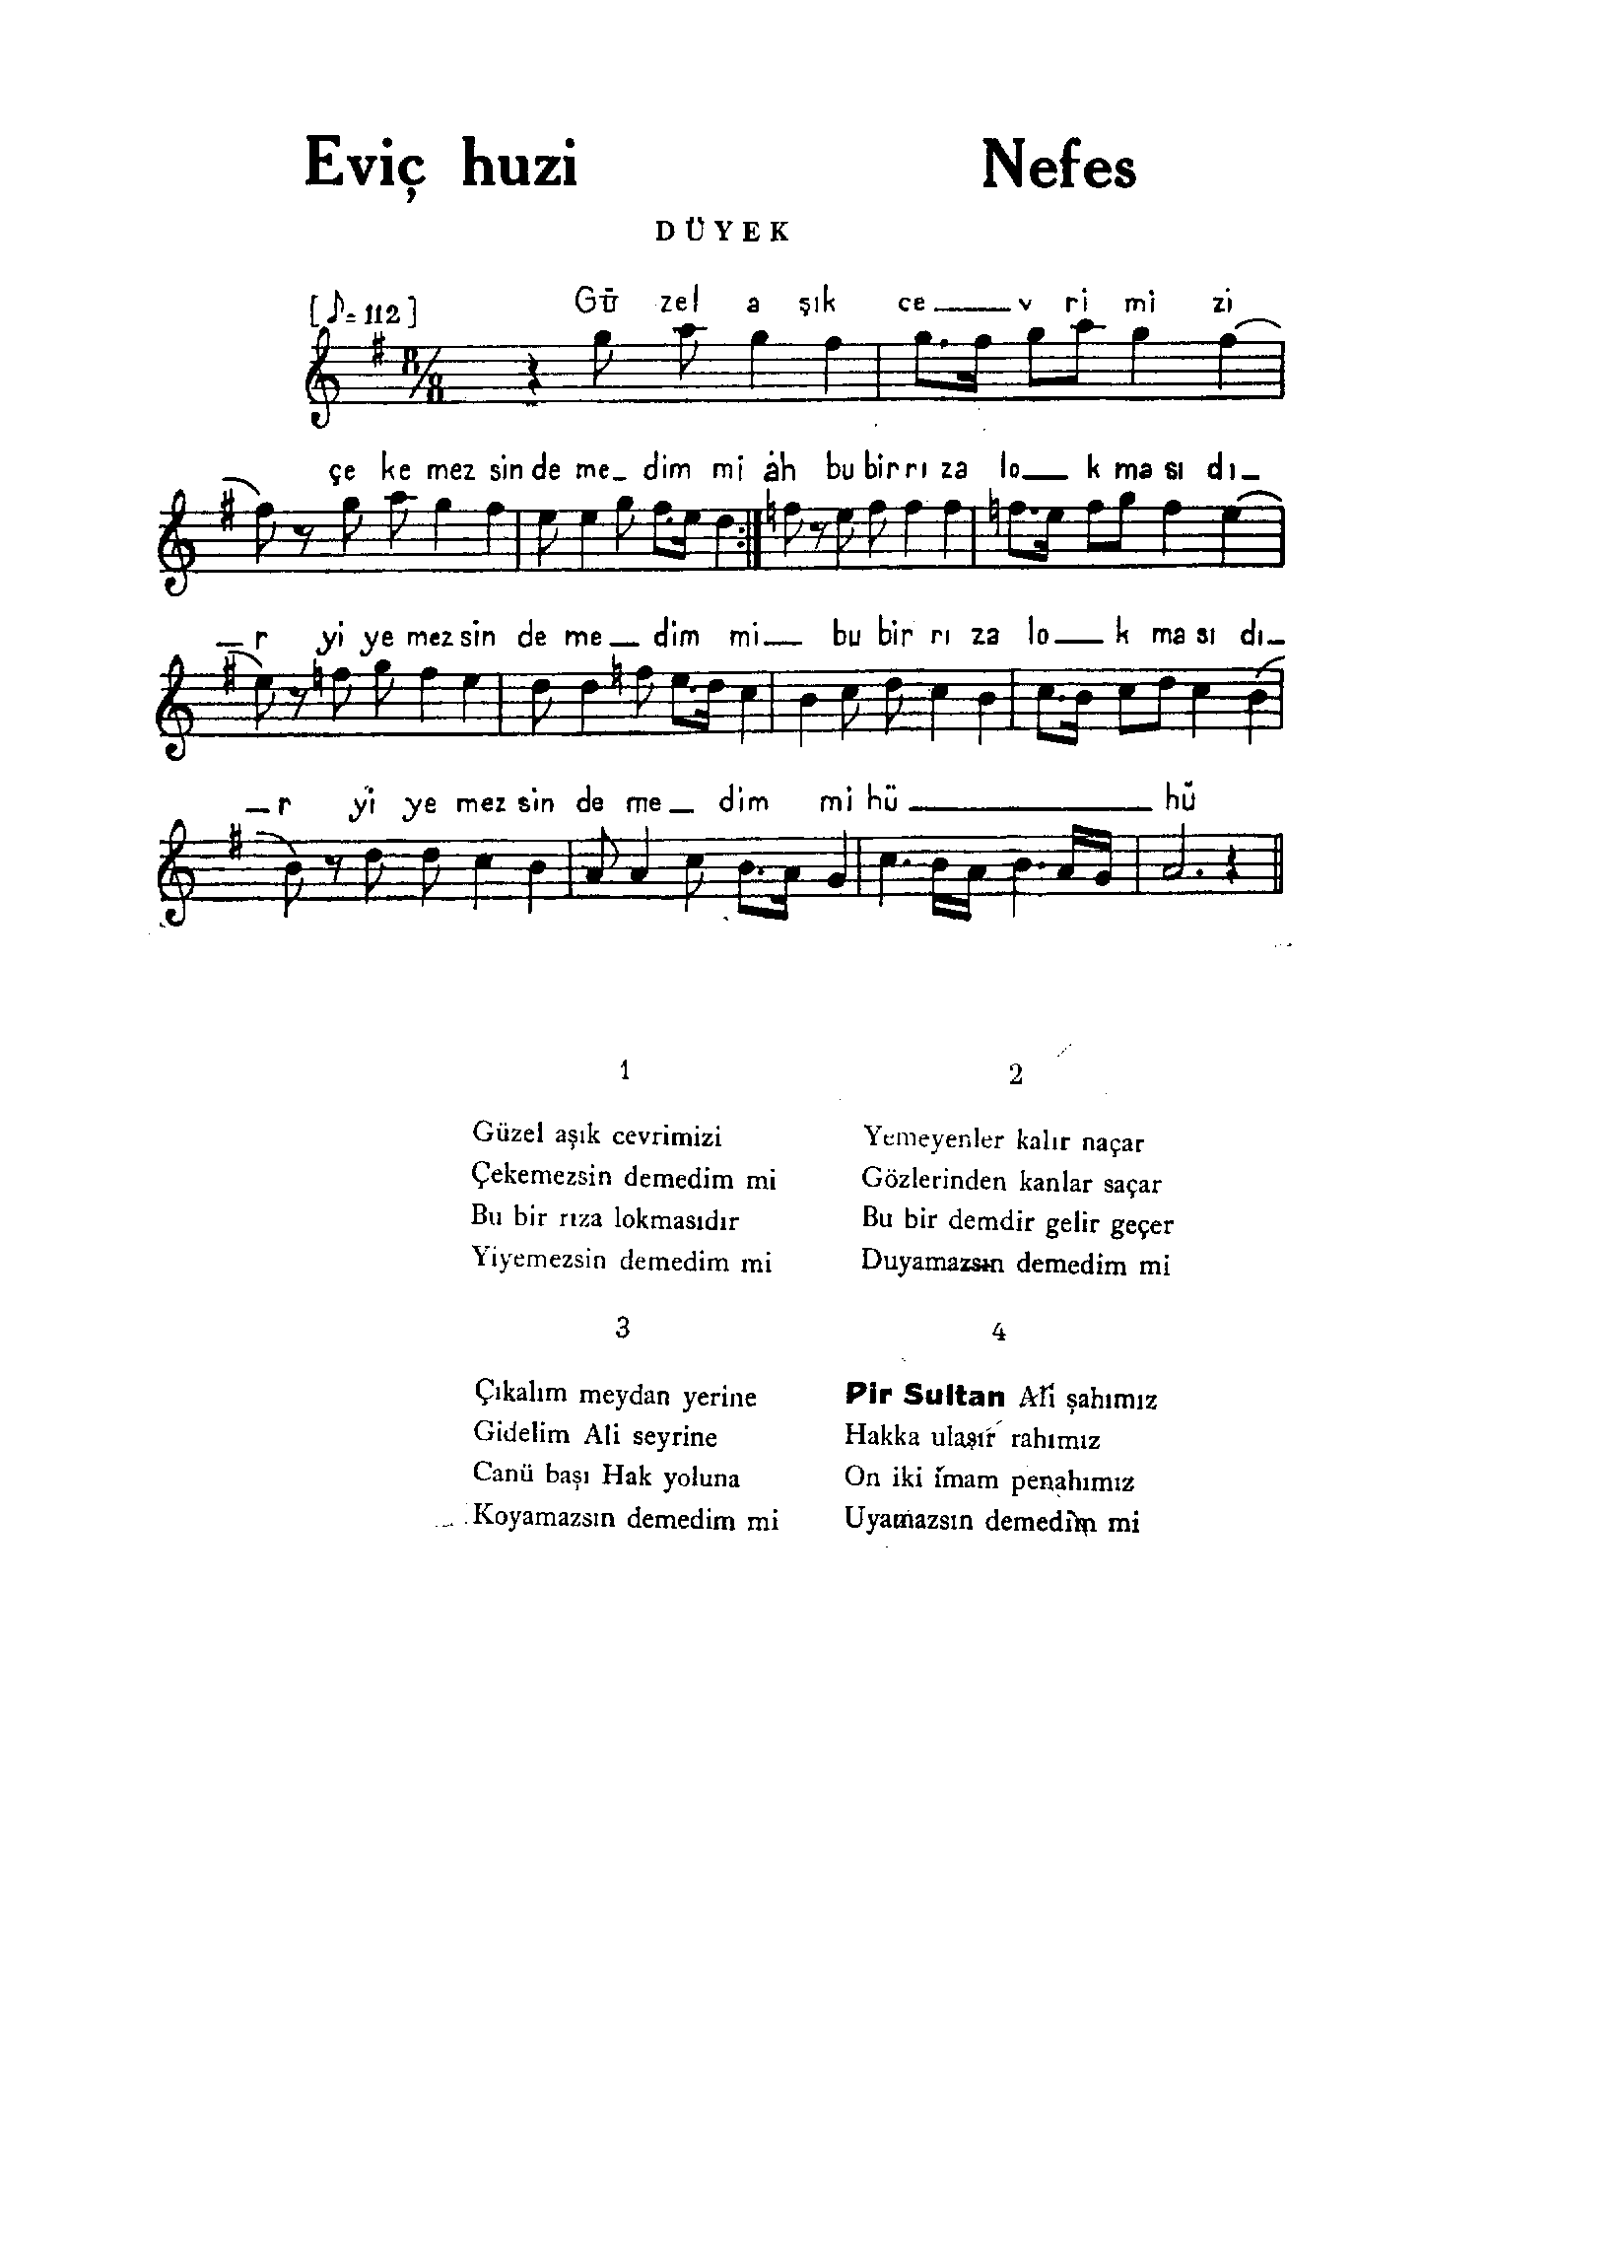 Eviç huzi Nefes
DÜYEK
[♪= 112]
Gü zel a şık ce v ri mi zi
çe ke mez sin de me dim mi ah bu bir rı za lo k ma sı dı
r yi ye mez sin de me dim mi bu bir rı za lo k ma sı dı
r yi ye mez sin de me dim mi hü hü
1
Güzel aşık cevrimizi
Çekemezsin demedim mi
Bu bir rıza lokmasıdır
Yiyemezsin demedim mi
2
Yemeyenler kalır naçar
Gözlerinden kanlar saçar
Bu bir demdir gelir geçer
Duyamazsın demedim mi
3
Çıkalım meydan yerine
Gidelim Ali seyrine
Canü başı Hak yoluna
Koyamazsın demedim mi
4
Pir Sultan Ali şahımız
Hakka ulaşır rahımız
On iki imam penahımız
Uyamazsın demedim mi